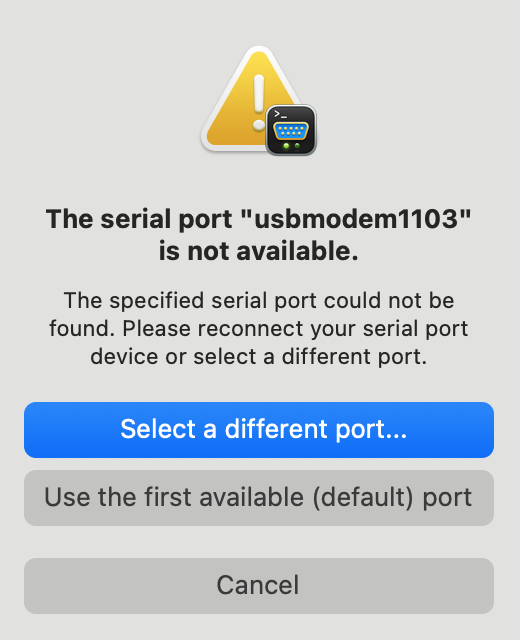 >_
The serial port "usbmodem1103"
is not available.
The specified serial port could not be
found. Please reconnect your serial port
device or select a different port.
Select a different port...
Use the first available (default) port
Cancel